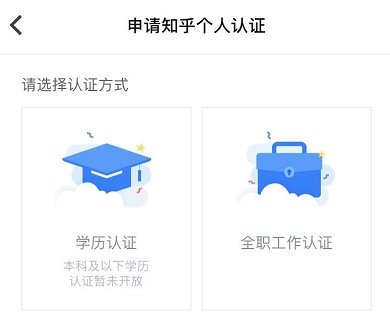 申请知乎个人认证
请选择认证方式
学历认证
全职工作认证
本科及以下学历
认证暂未开放